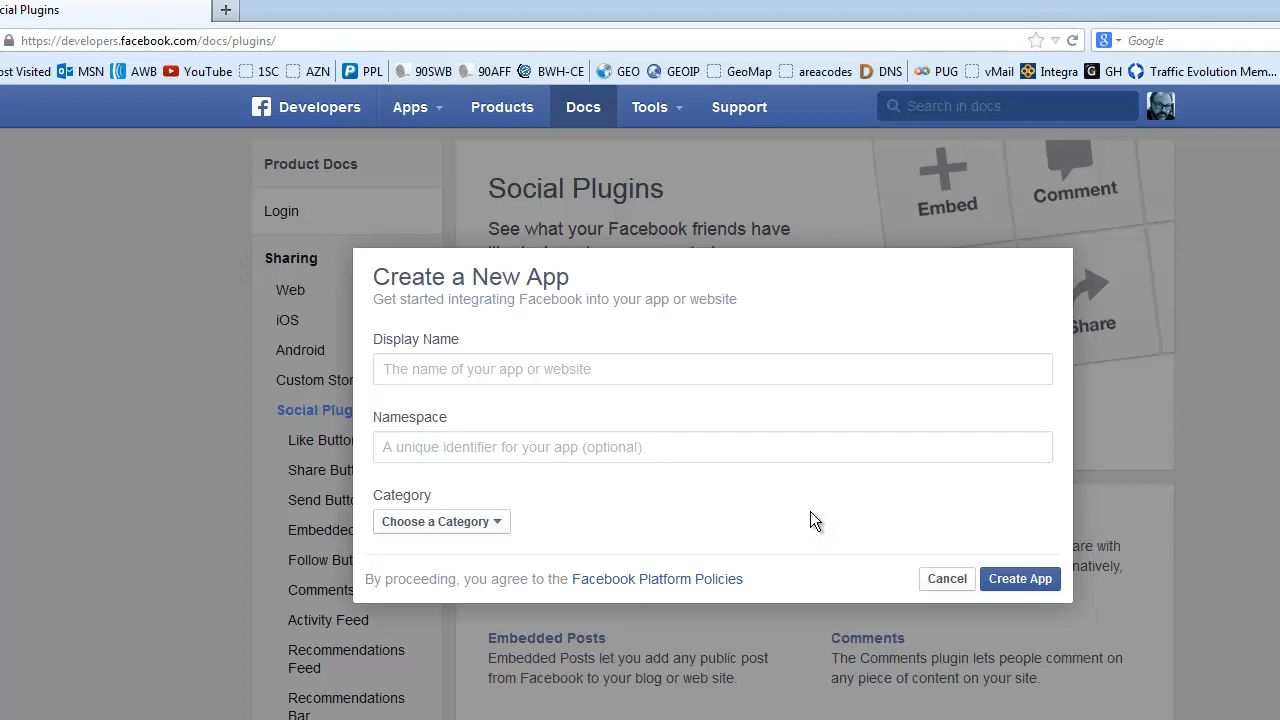 cial Plugins
https://developers.facebook.com/docs/plugins/
Google
ost Visited MSN AWB YouTube 1SC AZN PPL 90SWB 90AFF BWH-CE GEO GEOIP GeoMap areacodes DNS PUG vMail Integra GH Traffic Evolution Mem...
Developers Apps Products Docs Tools Support Search in docs
Product Docs
Login
Sharing
Web
iOS
Android
Custom Stor
Social Plug
Like Button
Share Butt
Send Butto
Embedded
Follow Butt
Comments
Activity Feed
Recommendations
Feed
Recommendations
Bar
Social Plugins
See what your Facebook friends have
Embed
Comment
Share
Create a New App
Get started integrating Facebook into your app or website
Display Name
The name of your app or website
Namespace
A unique identifier for your app (optional)
Category
Choose a Category
By proceeding, you agree to the Facebook Platform Policies
Cancel Create App
are with
natively,
Embedded Posts
Embedded Posts let you add any public post
from Facebook to your blog or web site.
Comments
The Comments plugin lets people comment on
any piece of content on your site.